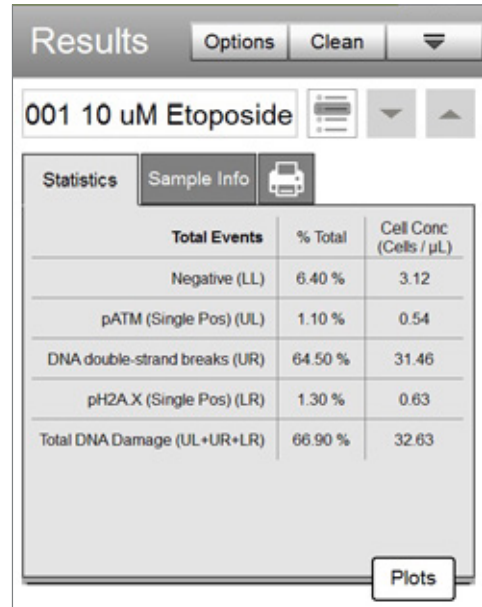 Results Options Clean
001 10 uM Etoposide
Statistics Sample Info
Total Events % Total Cell Conc
(Cells / µL)
Negative (LL) 6.40 % 3.12
pATM (Single Pos) (UL) 1.10 % 0.54
DNA double-strand breaks (UR) 64.50 % 31.46
pH2A.X (Single Pos) (LR) 1.30 % 0.63
Total DNA Damage (UL+UR+LR) 66.90 % 32.63
Plots